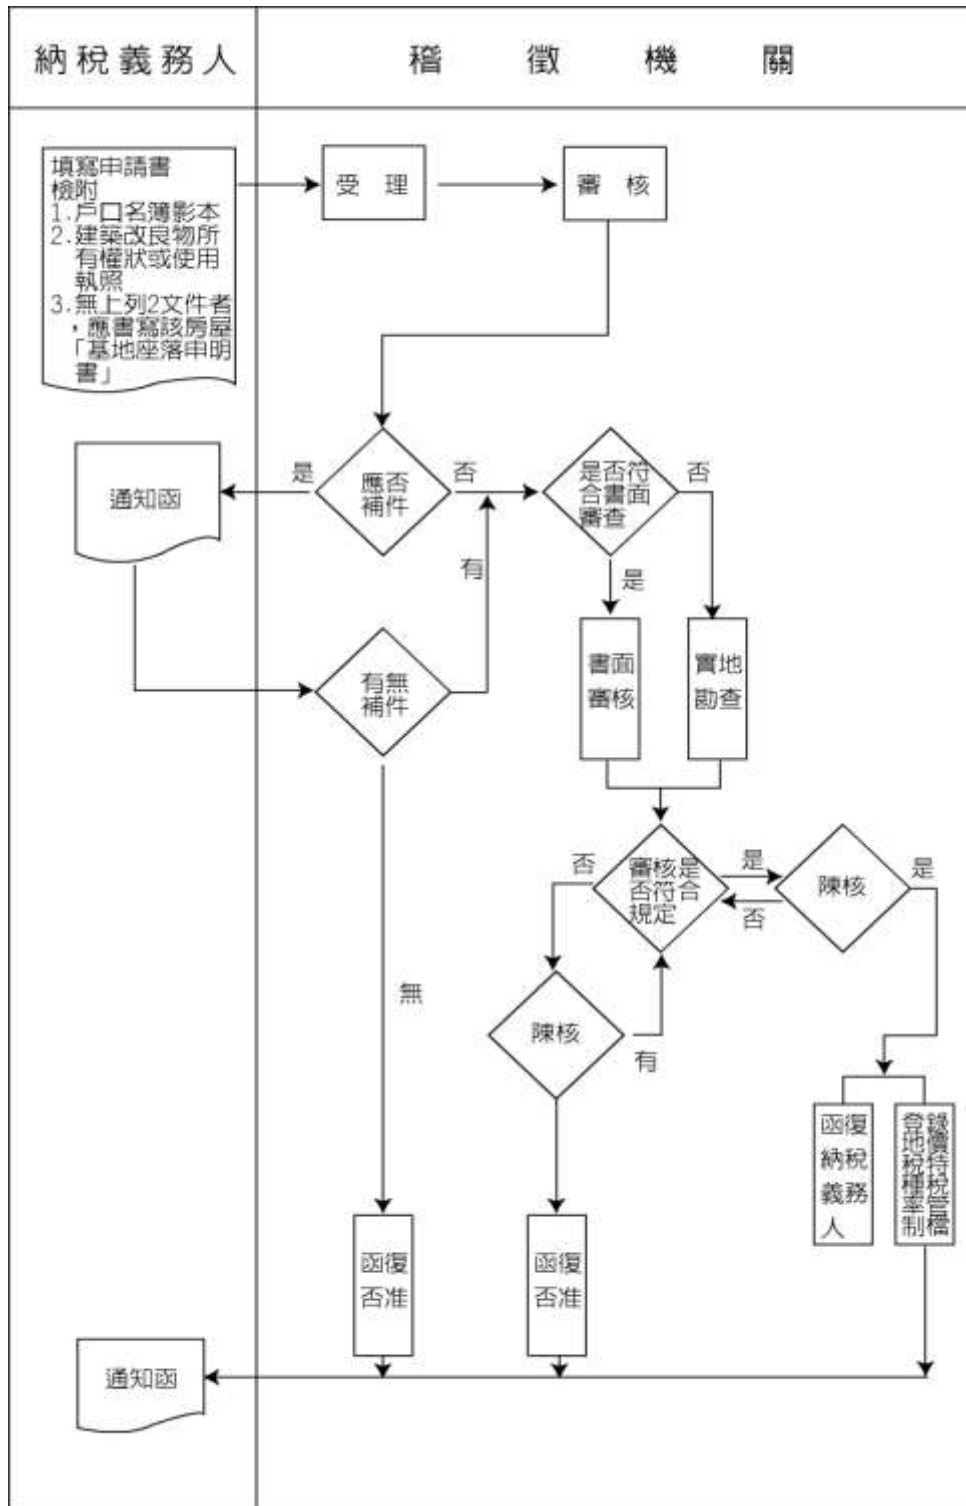 納稅義務人
稽徵機關
填寫申請書
檢附
1.戶口名簿影本
2.建築改良物所
有權狀或使用
執照
3.無上列2文件者
，應書寫該房屋
「基地座落申明
書」
受理
審核
通知函
是
應否
補件
否
是否符
合書面
審查
否
有
是
有無
補件
書面
審核
實地
勘查
無
否
審核是
否符合
規定
是
否
陳核
是
陳核
有
函復
納稅
義務
人
登錄
地價
稅特
種稅
率管
制檔
函復
否准
函復
否准
通知函